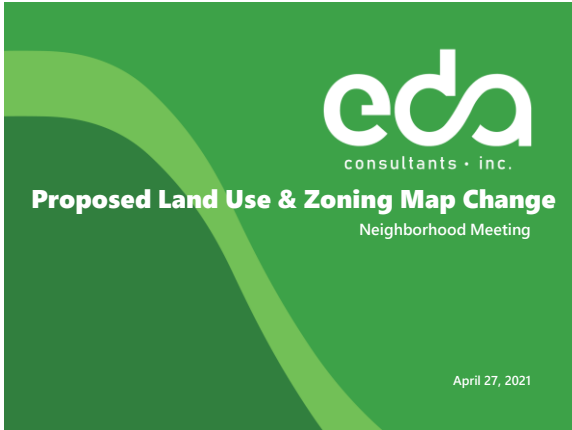 eda
consultants · inc.
Proposed Land Use & Zoning Map Change
Neighborhood Meeting
April 27, 2021